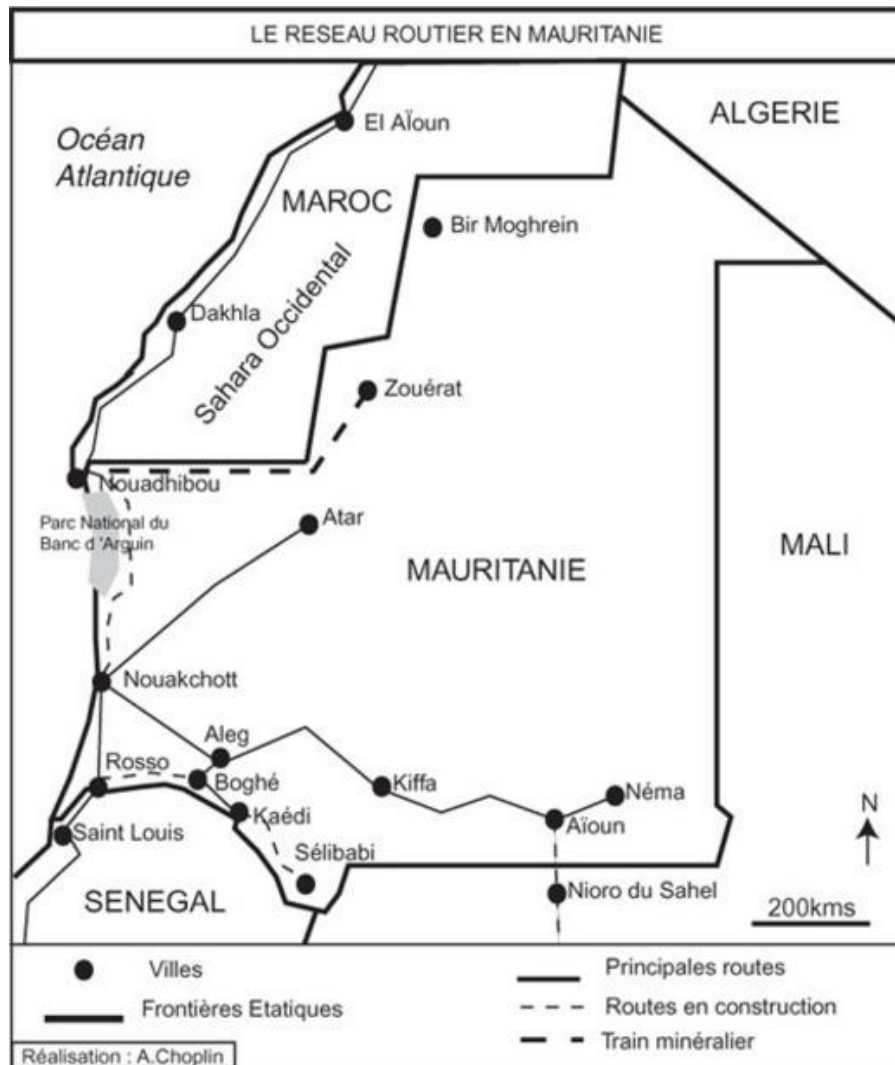 LE RESEAU ROUTIER EN MAURITANIE
ALGERIE
Océan
Atlantique
El AÏoun
MAROC
Bir Moghrein
Dakhla
Sahara Occidental
Zouérat
Nouadhibou
Parc National du
Banc d 'Arguin
Atar
MALI
MAURITANIE
Nouakchott
Aleg
Rosso
Boghé
Kiffa
Néma
N
Kaédi
Aïoun
Saint Louis
Sélibabi
Nioro du Sahel
SENEGAL
200kms
Villes
Principales routes
Frontières Etatiques
Routes en construction
Train minéralier
Réalisation : A.Choplin